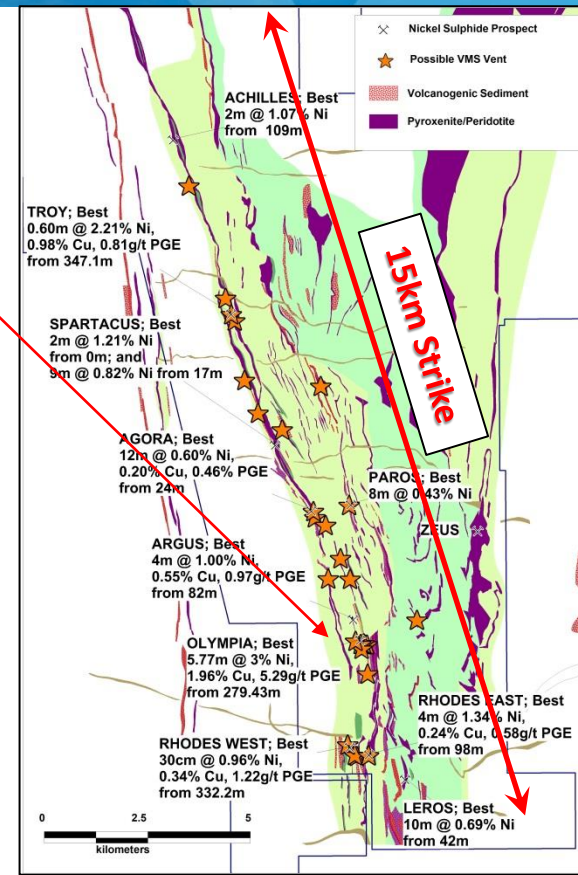 Nickel Sulphide Prospect
Possible VMS Vent
Volcanogenic Sediment
Pyroxenite/Peridotite
ACHILLES; Best
2m @ 1.07% Ni
from 109m
TROY; Best
0.60m @ 2.21% Ni,
0.98% Cu, 0.81g/t PGE
from 347.1m
15km Strike
SPARTACUS; Best
2m @ 1.21% Ni
from 0m; and
9m @ 0.82% Ni from 17m
AGORA; Best
12m @ 0.60% Ni,
0.20% Cu, 0.46% PGE
from 24m
PAROS; Best
8m @ 0.43% Ni
ZEUS
ARGUS; Best
4m @ 1.00% Ni,
0.55% Cu, 0.97g/t PGE
from 82m
OLYMPIA; Best
5.77m @ 3% Ni,
1.96% Cu, 5.29g/t PGE
from 279.43m
RHODES EAST; Best
4m @ 1.34% Ni,
0.24% Cu, 0.58g/t PGE
from 98m
RHODES WEST; Best
30cm @ 0.96% Ni,
0.34% Cu, 1.22g/t PGE
from 332.2m
LEROS; Best
10m @ 0.69% Ni
from 42m
0 2.5 5
kilometers